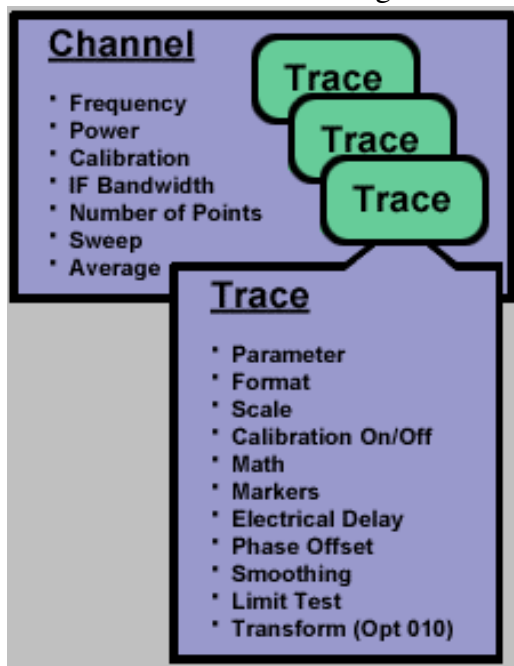 Channel
· Frequency
· Power
· Calibration
· IF Bandwidth
· Number of Points
· Sweep
· Average
Trace
Trace
Trace
Trace
· Parameter
· Format
· Scale
· Calibration On/Off
· Math
· Markers
· Electrical Delay
· Phase Offset
· Smoothing
· Limit Test
· Transform (Opt 010)